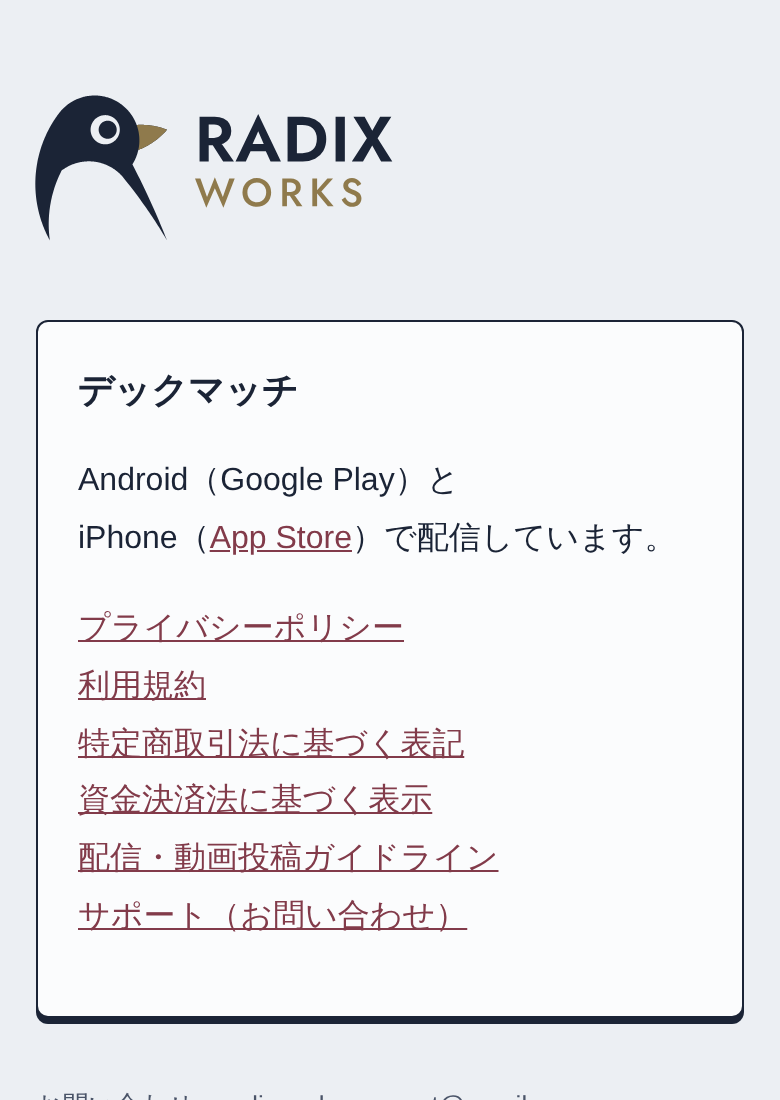 RADIX
WORKS
デックマッチ
Android（Google Play）と
iPhone（App Store）で配信しています。
プライバシーポリシー
利用規約
特定商取引法に基づく表記
資金決済法に基づく表示
配信・動画投稿ガイドライン
サポート（お問い合わせ）